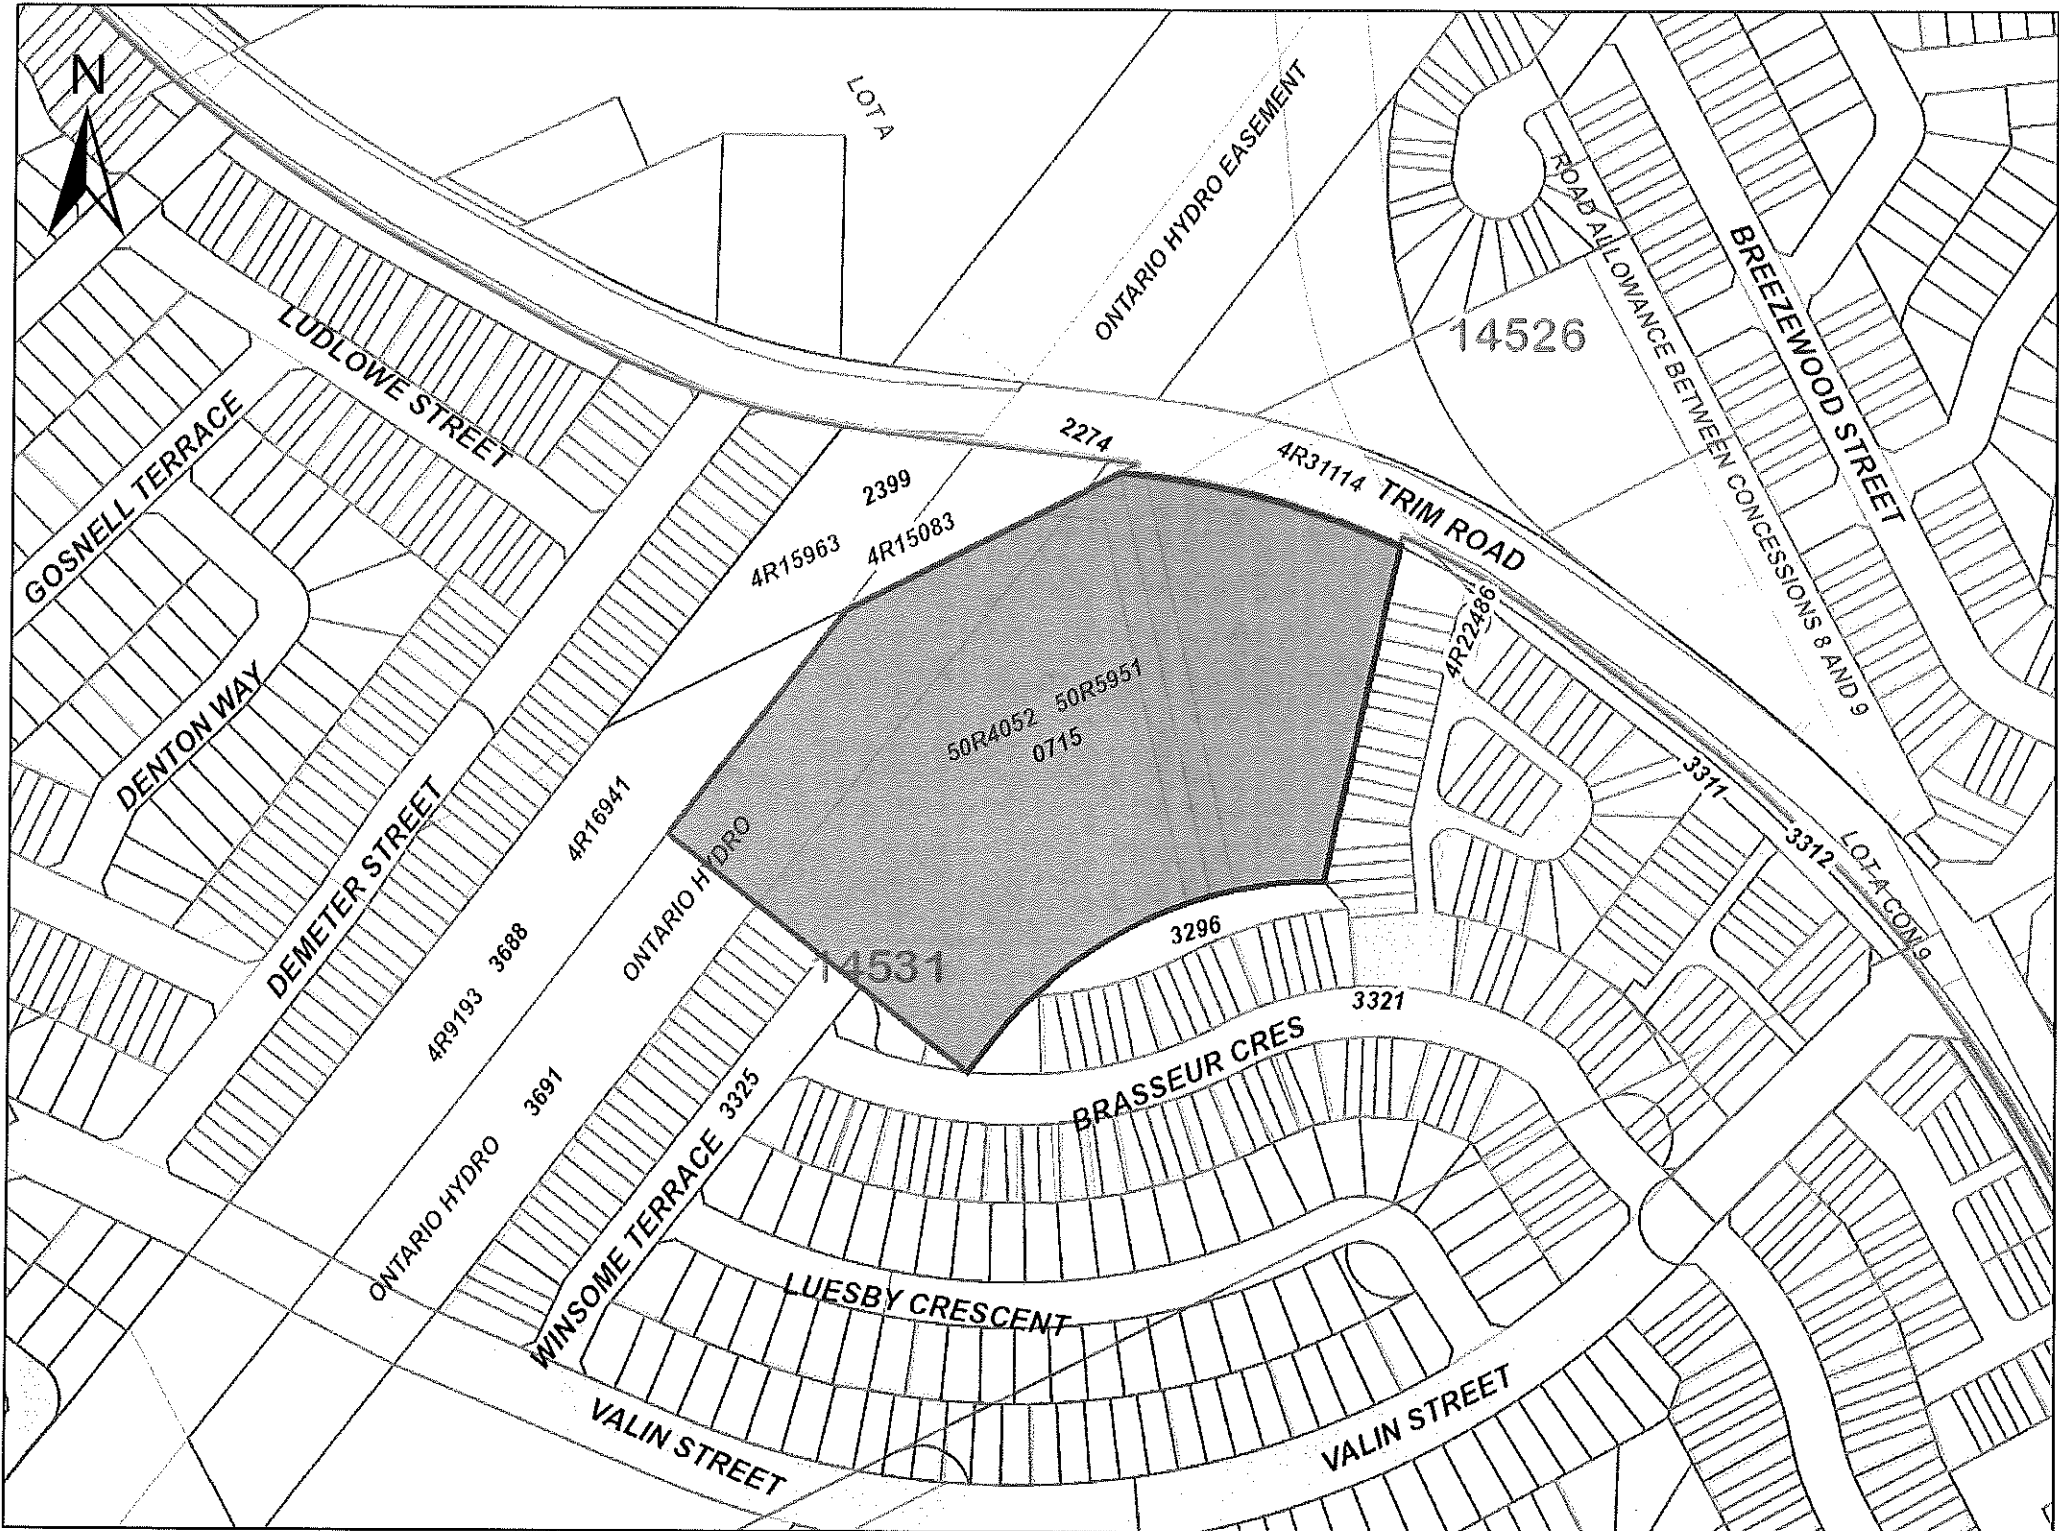 N
LOT A
ONTARIO HYDRO EASEMENT
ROAD ALLOWANCE BETWEEN CONCESSIONS 8 AND 9
BREEZEWOOD STREET
14526
LUDLOWE STREET
GOSNELL TERRACE
2274
4R31114
TRIM ROAD
2399
4R15963
4R15083
4R22486
50R4052
50R5951
0715
DENTON WAY
DEMETER STREET
4R16941
ONTARIO HYDRO
3311
3312
LOT A CON 9
3688
4R9193
14531
3296
3321
BRASSEUR CRES
3691
3325
ONTARIO HYDRO
WINSOME TERRACE
LUESBY CRESCENT
VALIN STREET
VALIN STREET